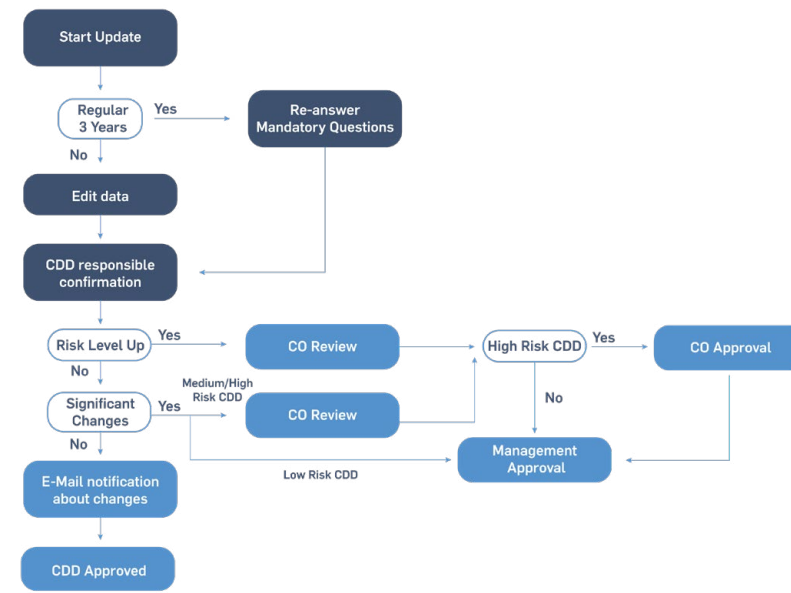 Start Update
Regular
3 Years
Yes
Re-answer
Mandatory Questions
No
Edit data
CDD responsible
confirmation
Risk Level Up
Yes
CO Review
High Risk CDD
Yes
CO Approval
No
Significant
Changes
Yes
Medium/High
Risk CDD
CO Review
No
No
Management
Approval
Low Risk CDD
E-Mail notification
about changes
CDD Approved